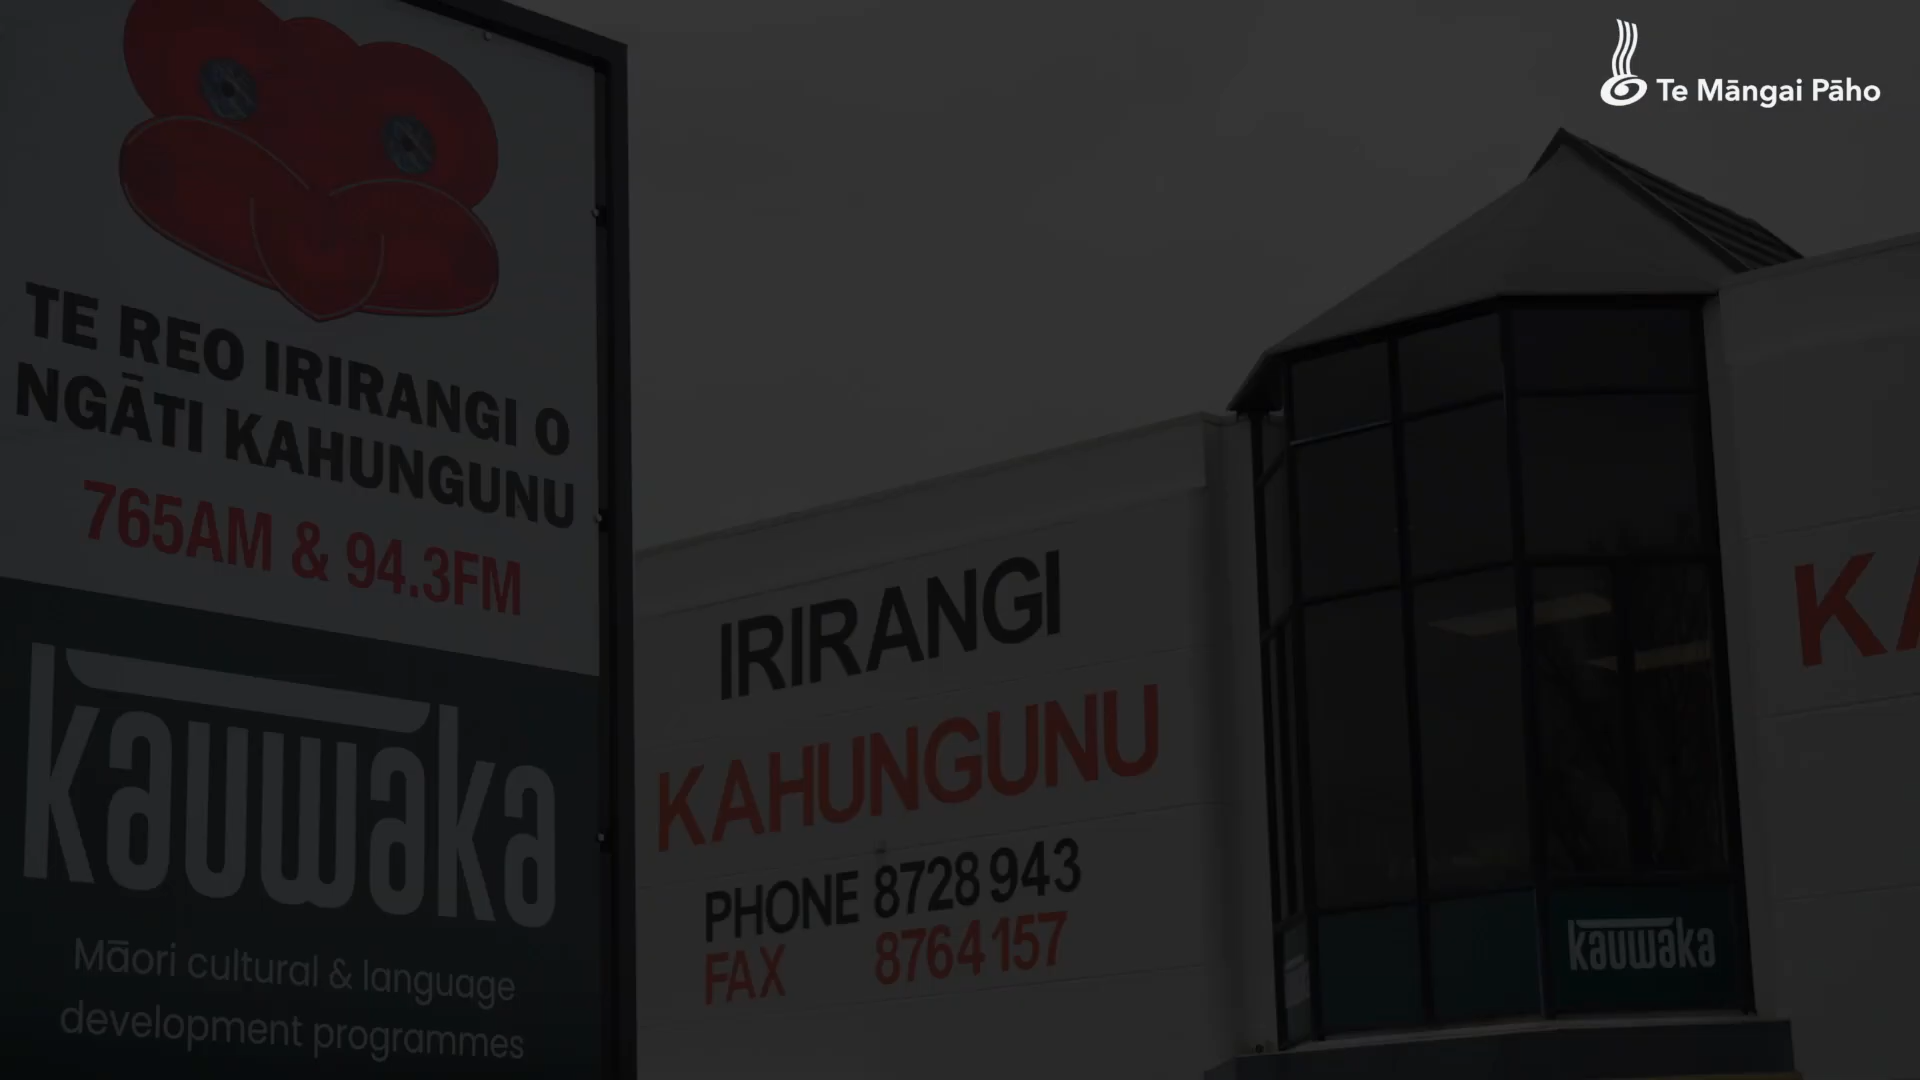 Te Māngai Pāho
TE REO IRIRANGI O
NGĀTI KAHUNGUNU
765AM & 94.3FM
kauwaka
Māori cultural & language
development programmes
IRIRANGI
KAHUNGUNU
PHONE 8728 943
FAX 8764 157
kauwaka
KA